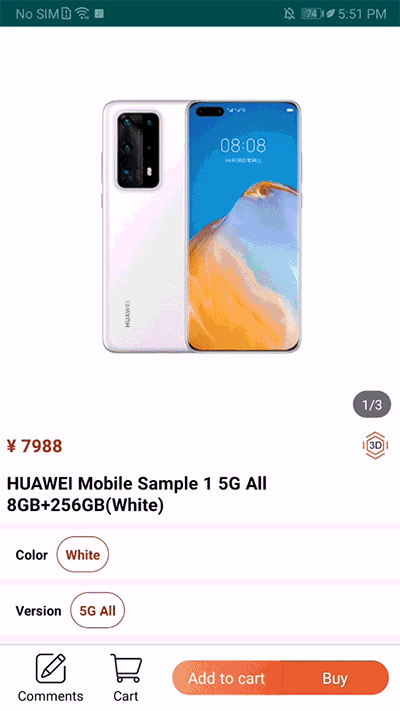 No SIM 74 5:51 PM
08:08
HUAWEI
1/3
¥ 7988
3D
HUAWEI Mobile Sample 1 5G All
8GB+256GB(White)
Color White
Version 5G All
Comments Cart Add to cart Buy